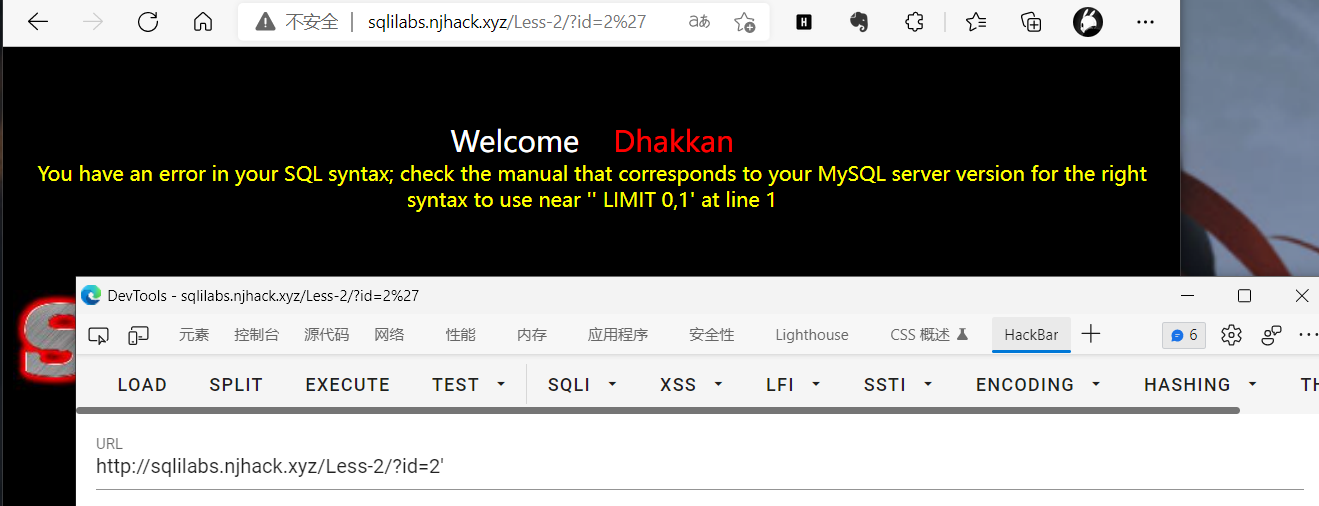 不安全 | sqlilabs.njhack.xyz/Less-2/?id=2%27 aあ H
Welcome Dhakkan
You have an error in your SQL syntax; check the manual that corresponds to your MySQL server version for the right
syntax to use near '' LIMIT 0,1' at line 1
S
DevTools - sqlilabs.njhack.xyz/Less-2/?id=2%27
元素 控制台 源代码 网络 性能 内存 应用程序 安全性 Lighthouse CSS 概述 HackBar 6
LOAD SPLIT EXECUTE TEST SQLI XSS LFI SSTI ENCODING HASHING TH
URL
http://sqlilabs.njhack.xyz/Less-2/?id=2'